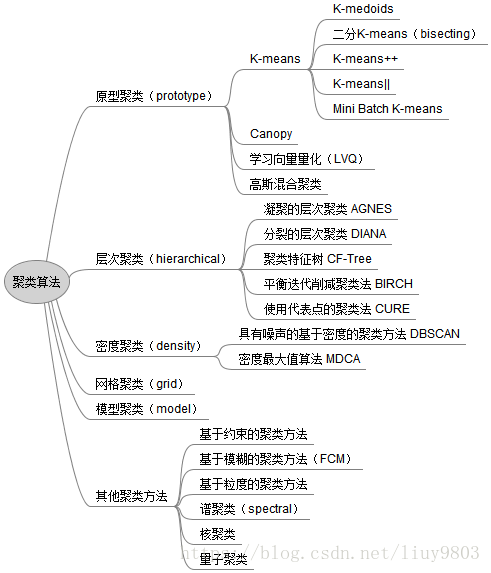 聚类算法
原型聚类（prototype）
K-means
K-medoids
二分K-means（bisecting）
K-means++
K-means||
Mini Batch K-means
Canopy
学习向量量化（LVQ）
高斯混合聚类
层次聚类（hierarchical）
凝聚的层次聚类 AGNES
分裂的层次聚类 DIANA
聚类特征树 CF-Tree
平衡迭代削减聚类法 BIRCH
使用代表点的聚类法 CURE
密度聚类（density）
具有噪声的基于密度的聚类方法 DBSCAN
密度最大值算法 MDCA
网格聚类（grid）
模型聚类（model）
其他聚类方法
基于约束的聚类方法
基于模糊的聚类方法（FCM）
基于粒度的聚类方法
谱聚类（spectral）
核聚类
量子聚类
https://blog.csdn.net/liuy9803